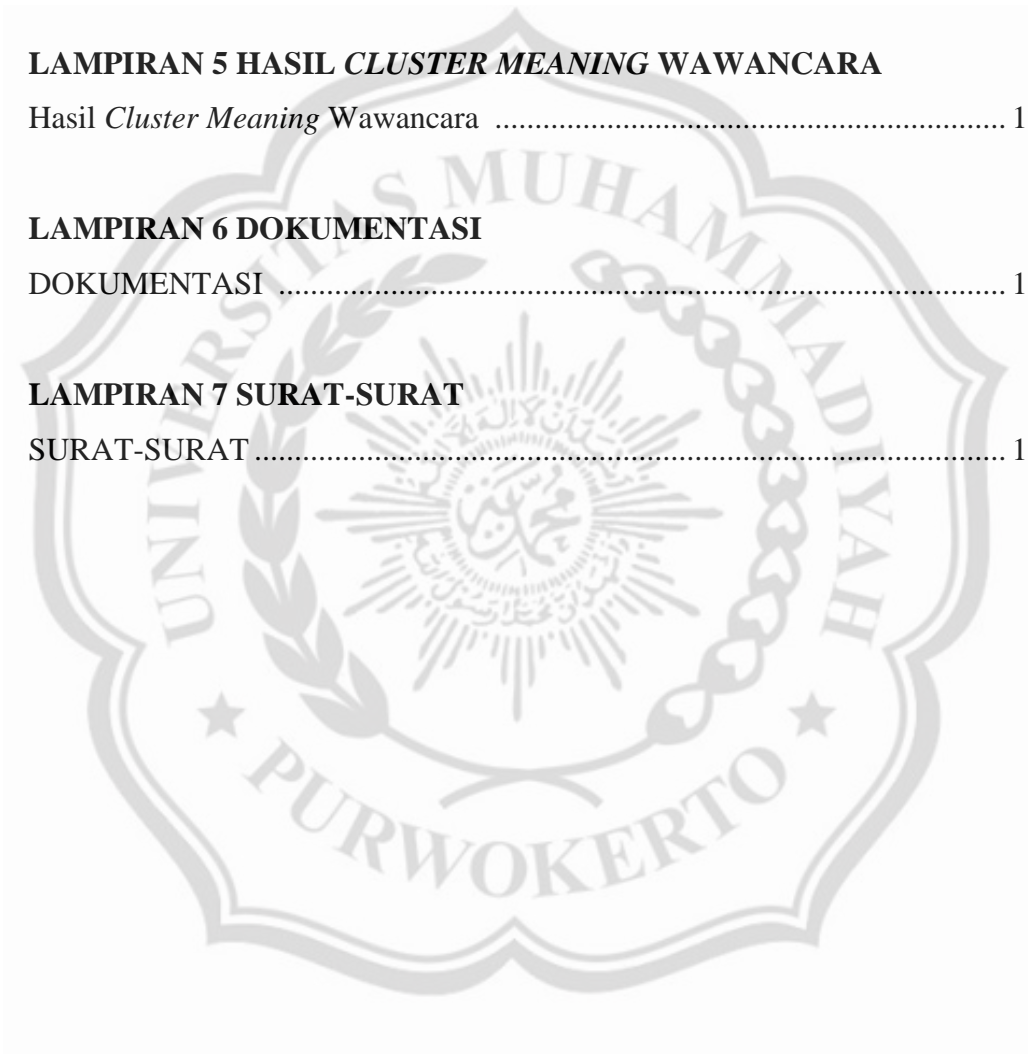 LAMPIRAN 5 HASIL CLUSTER MEANING WAWANCARA
Hasil Cluster Meaning Wawancara ................................................................. 1
LAMPIRAN 6 DOKUMENTASI
DOKUMENTASI ............................................................................................ 1
LAMPIRAN 7 SURAT-SURAT
SURAT-SURAT ............................................................................................... 1
UNIVERSITAS MUHAMMADIYAH
PURWOKERTO
محمد